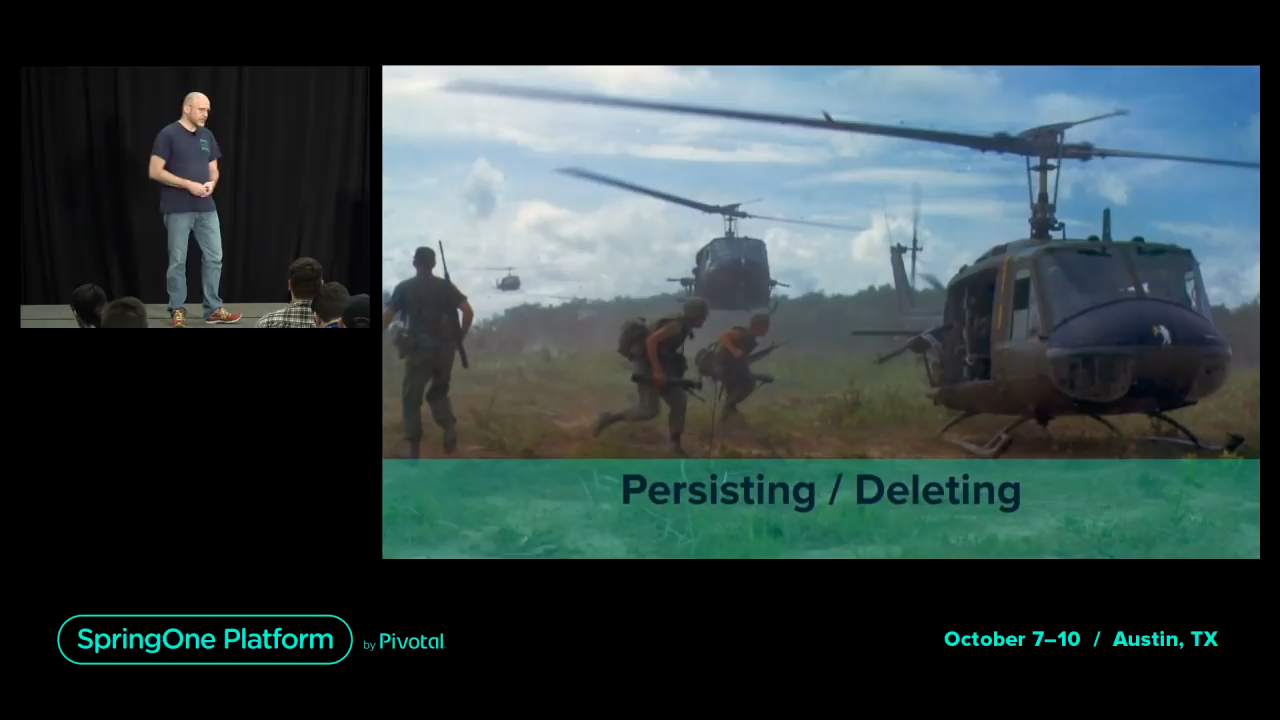 Persisting / Deleting
SpringOne Platform by Pivotal
October 7–10 / Austin, TX